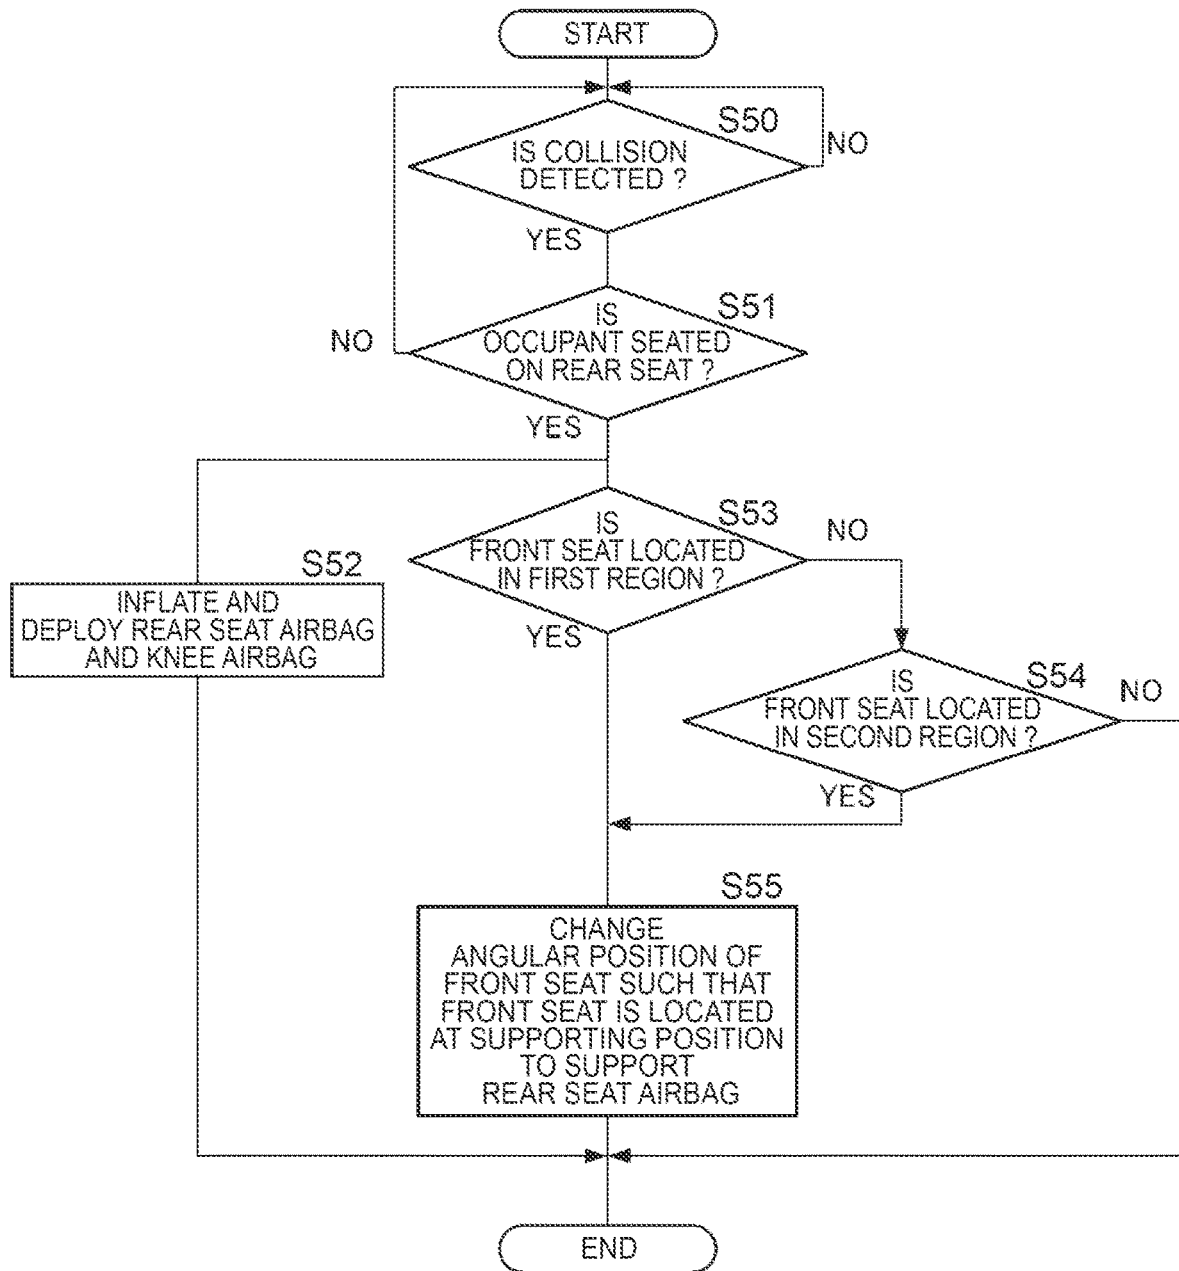 START
S50
IS COLLISION
DETECTED ?
NO
YES
S51
IS
OCCUPANT SEATED
ON REAR SEAT ?
NO
YES
S53
IS
FRONT SEAT LOCATED
IN FIRST REGION ?
NO
YES
S52
INFLATE AND
DEPLOY REAR SEAT AIRBAG
AND KNEE AIRBAG
S54
IS
FRONT SEAT LOCATED
IN SECOND REGION ?
NO
YES
S55
CHANGE
ANGULAR POSITION OF
FRONT SEAT SUCH THAT
FRONT SEAT IS LOCATED
AT SUPPORTING POSITION
TO SUPPORT
REAR SEAT AIRBAG
END